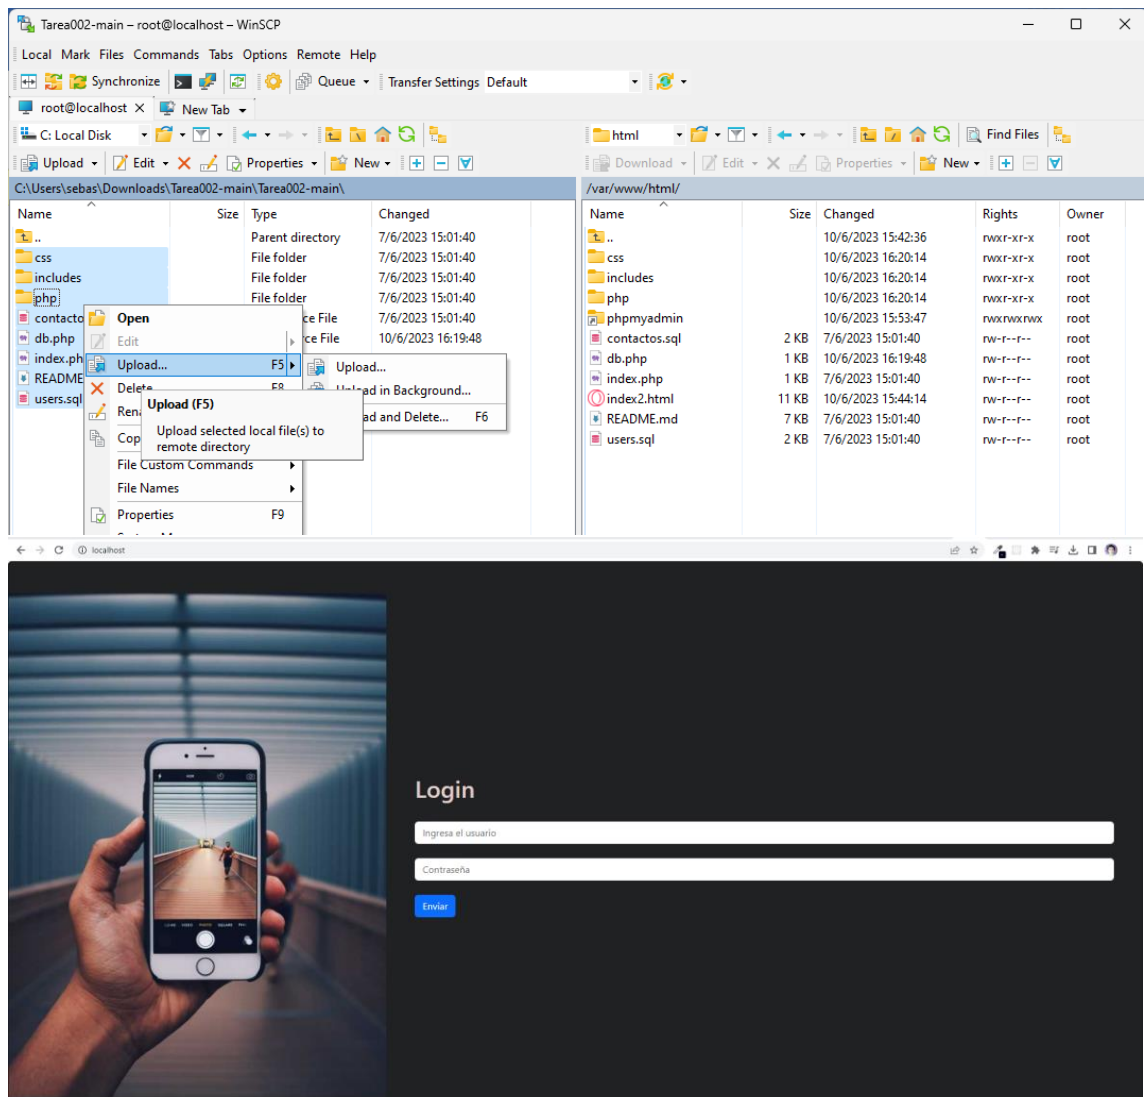 Tarea002-main – root@localhost – WinSCP
Local Mark Files Commands Tabs Options Remote Help
Synchronize Queue Transfer Settings Default
root@localhost × New Tab
C: Local Disk
html Find Files
Upload Edit Properties New
Download Edit Properties New
C:\Users\sebas\Downloads\Tarea002-main\Tarea002-main\
/var/www/html/
Name Size Type Changed
.. Parent directory 7/6/2023 15:01:40
css File folder 7/6/2023 15:01:40
includes File folder 7/6/2023 15:01:40
php File folder 7/6/2023 15:01:40
contacto ce File 7/6/2023 15:01:40
db.php rce File 10/6/2023 16:19:48
index.ph
README
users.sql
Open
Edit
Upload... F5
Delete F8
Rena
Cop
File Custom Commands
File Names
Properties F9
Upload...
Upload in Background...
ad and Delete... F6
Upload (F5)
Upload selected local file(s) to
remote directory
Name Size Changed Rights Owner
.. 10/6/2023 15:42:36 rwxr-xr-x root
css 10/6/2023 16:20:14 rwxr-xr-x root
includes 10/6/2023 16:20:14 rwxr-xr-x root
php 10/6/2023 16:20:14 rwxr-xr-x root
phpmyadmin 10/6/2023 15:53:47 rwxrwxrwx root
contactos.sql 2 KB 7/6/2023 15:01:40 rw-r--r-- root
db.php 1 KB 10/6/2023 16:19:48 rw-r--r-- root
index.php 1 KB 7/6/2023 15:01:40 rw-r--r-- root
index2.html 11 KB 10/6/2023 15:44:14 rw-r--r-- root
README.md 7 KB 7/6/2023 15:01:40 rw-r--r-- root
users.sql 2 KB 7/6/2023 15:01:40 rw-r--r-- root
localhost
Login
Ingresa el usuario
Contraseña
Enviar